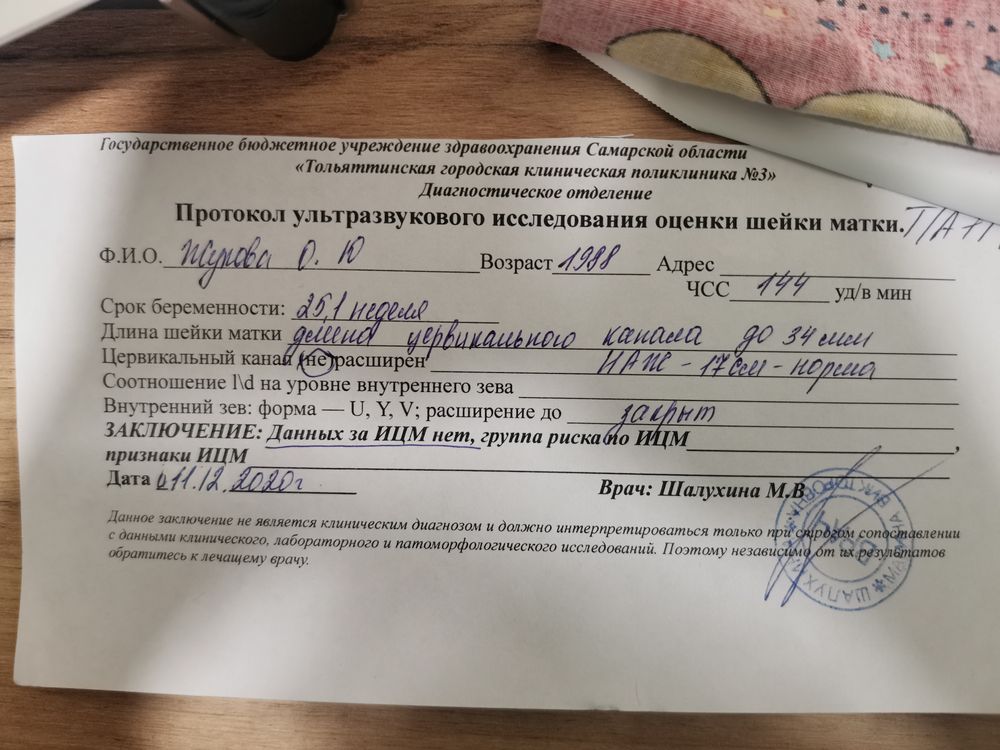 Государственное бюджетное учреждение здравоохранения Самарской области
«Тольяттинская городская клиническая поликлиника №3»
Диагностическое отделение
Протокол ультразвукового исследования оценки шейки матки.
Ф.И.О. Жукова О. Ю Возраст 1988 Адрес
ЧСС 144 уд/в мин
Срок беременности: 25,1 неделя
Длина шейки матки длина цервикального канала до 34 мм
Цервикальный канал (не) расширен ИАЖ - 17 см - норма
Соотношение l\d на уровне внутреннего зева
Внутренний зев: форма — U, Y, V; расширение до закрыт
ЗАКЛЮЧЕНИЕ: Данных за ИЦМ нет, группа риска по ИЦМ,
признаки ИЦМ
Дата 11.12.2020г Врач: Шалухина М.В
Данное заключение не является клиническим диагнозом и должно интерпретироваться только при строгом сопоставлении
с данными клинического, лабораторного и патоморфологического исследований. Поэтому независимо от их результатов
обратитесь к лечащему врачу.